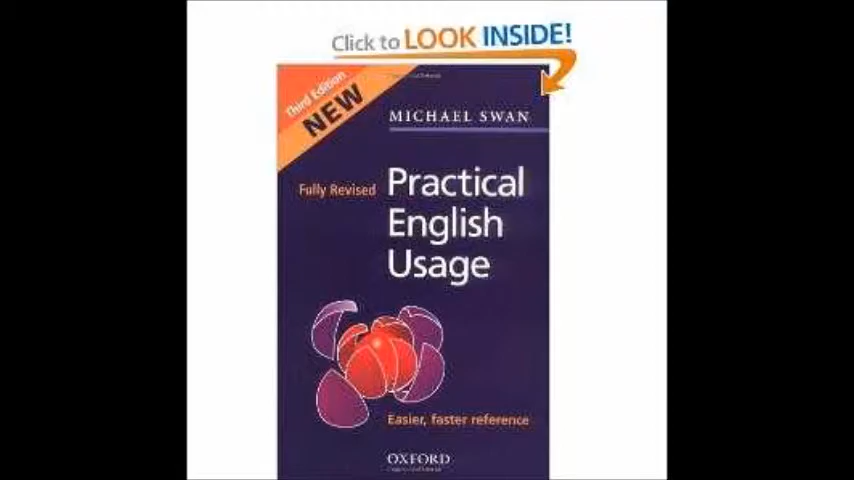 Click to LOOK INSIDE!
Third Edition
NEW
MICHAEL SWAN
Fully Revised
Practical
English
Usage
Easier, faster reference
OXFORD